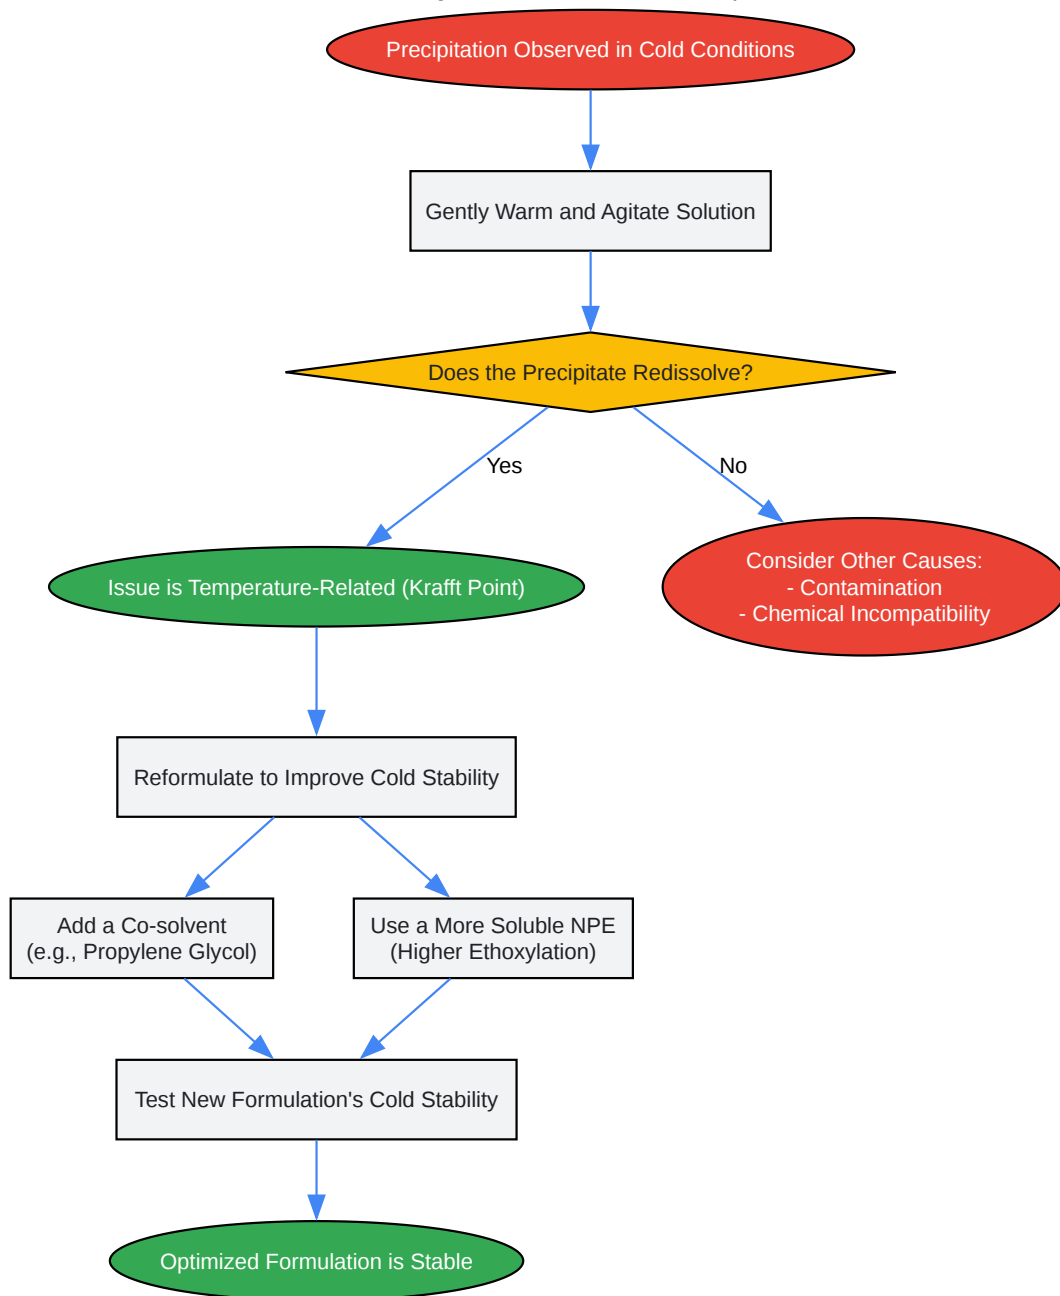 Precipitation Observed in Cold Conditions
Gently Warm and Agitate Solution
Does the Precipitate Redissolve?
Yes
No
Issue is Temperature-Related (Krafft Point)
Consider Other Causes:
- Contamination
- Chemical Incompatibility
Reformulate to Improve Cold Stability
Add a Co-solvent
(e.g., Propylene Glycol)
Use a More Soluble NPE
(Higher Ethoxylation)
Test New Formulation's Cold Stability
Optimized Formulation is Stable